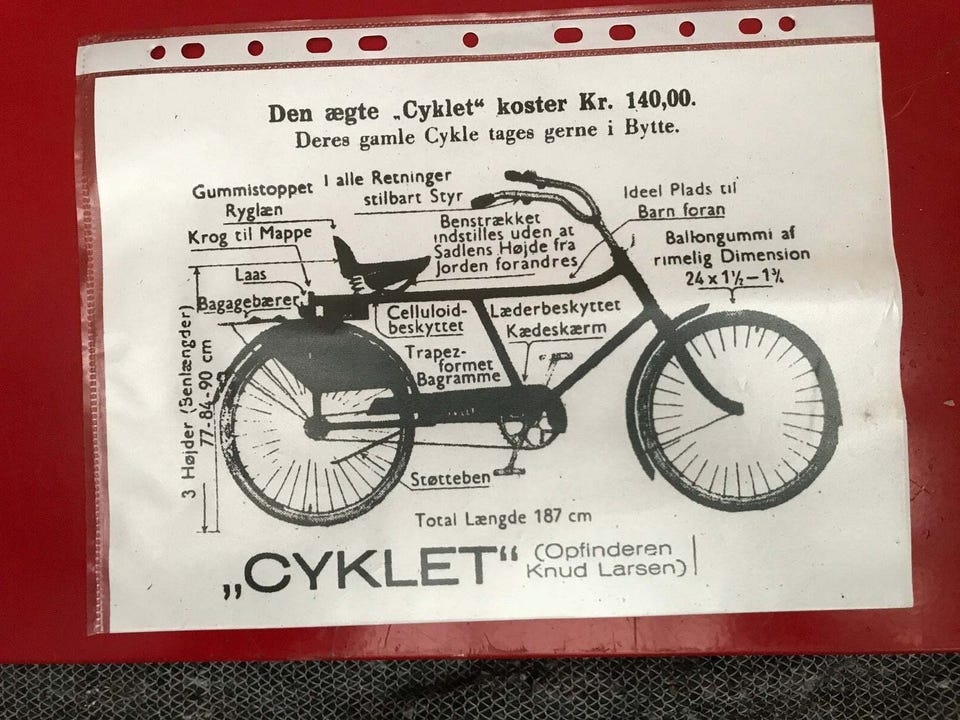 Den ægte „Cyklet“ koster Kr. 140,00.
Deres gamle Cykle tages gerne i Bytte.
Gummistoppet
Ryglæn
I alle Retninger
stilbart Styr
Krog til Mappe
Laas
Bagagebærer
Benstrækket
indstilles uden at
Sadlens Højde fra
Jorden forandres
Ideel Plads til
Barn foran
Ballongummi af
rimelig Dimension
24 x 1½ – 1¾
Celluloid-
beskyttet
Læderbeskyttet
Kædeskærm
Trapez-
formet
Bagramme
3 Højder (Benlængder)
77-84-90 cm
Støtteben
Total Længde 187 cm
„CYKLET“
(Opfinderen
Knud Larsen)